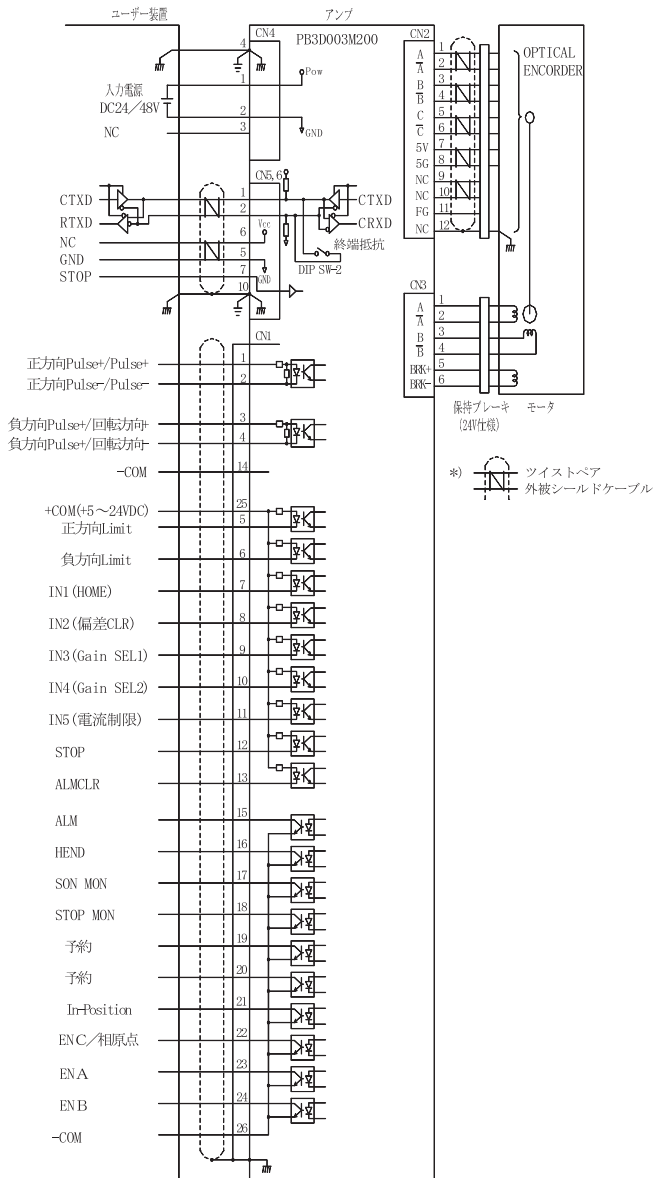 ユーザー装置
アンプ
PB3D003M200
CN4
4
1
Pow
入力電源
DC24／48V
2
GND
NC
3
CN5,6
CTXD
1
CTXD
RTXD
2
CRXD
NC
6
Vcc
終端抵抗
GND
5
DIP SW-2
STOP
7
GND
10
CN1
正方向Pulse+/Pulse+
1
正方向Pulse-/Pulse-
2
負方向Pulse+/回転方向+
3
負方向Pulse+/回転方向-
4
-COM
14
+COM(+5～24VDC)
25
正方向Limit
5
負方向Limit
6
IN1(HOME)
7
IN2(偏差CLR)
8
IN3(Gain SEL1)
9
IN4(Gain SEL2)
10
IN5(電流制限)
11
STOP
12
ALMCLR
13
ALM
15
HEND
16
SON MON
17
STOP MON
18
予約
19
予約
20
In-Position
21
ENC／相原点
22
ENA
23
ENB
24
-COM
26
CN2
A
1
A̅
2
B
3
B̅
4
C
5
C̅
6
5V
7
5G
8
NC
9
NC
10
FG
11
NC
12
OPTICAL
ENCORDER
CN3
A
1
A̅
2
B
3
B̅
4
BRK+
5
BRK-
6
保持ブレーキ
(24V仕様)
モータ
*)
ツイストペア
外被シールドケーブル